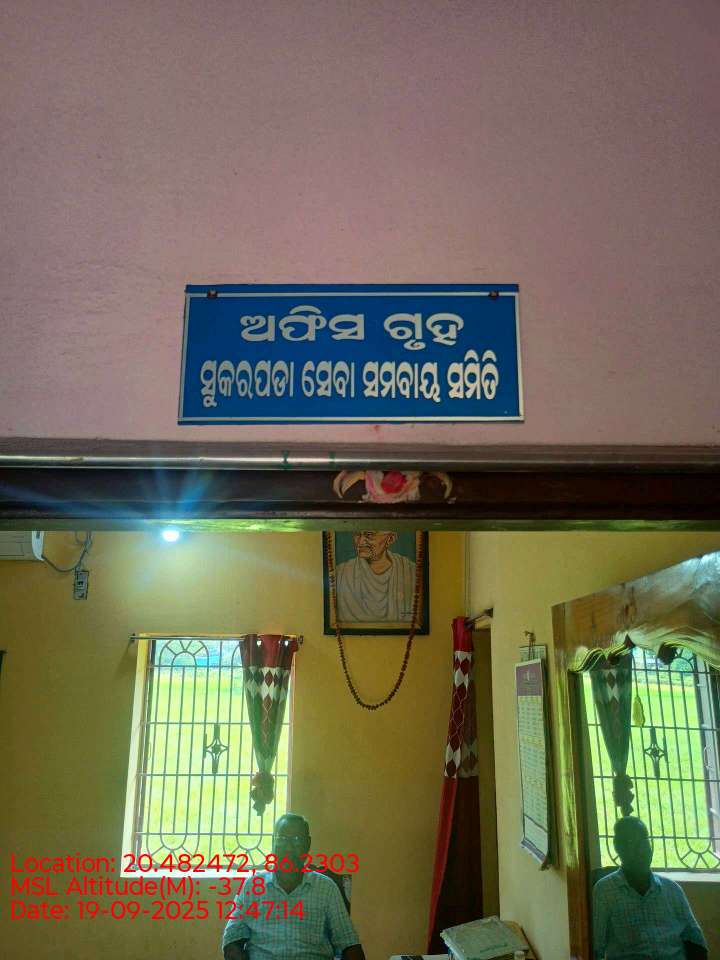 ଅଫିସ ଗୃହ
ସୁକରପଡା ସେବା ସମବାୟ ସମିତି
Location: 20.482472, 86.2303
MSL Altitude(M): -37.8
Date: 19-09-2025 12:47:14